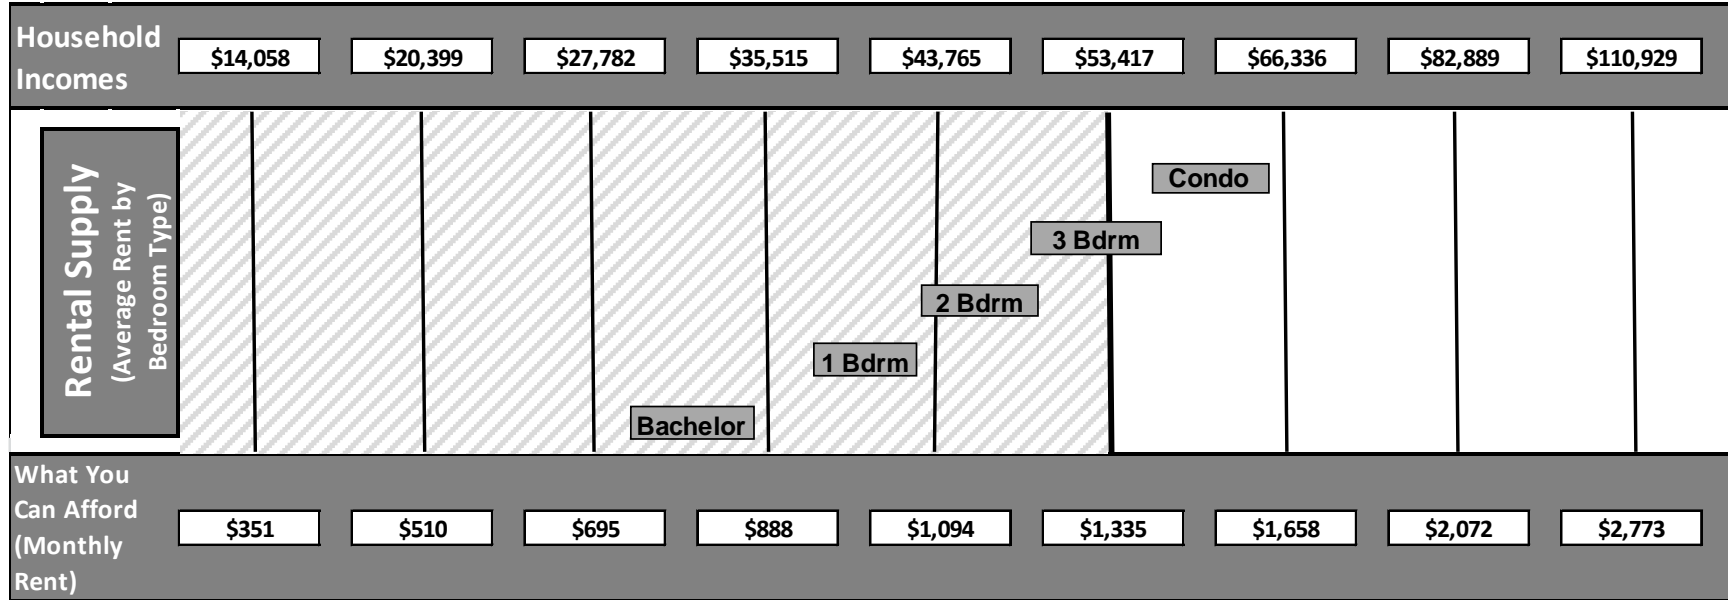 Household
Incomes
$14,058 $20,399 $27,782 $35,515 $43,765 $53,417 $66,336 $82,889 $110,929
Rental Supply
(Average Rent by
Bedroom Type)
Condo
3 Bdrm
2 Bdrm
1 Bdrm
Bachelor
What You
Can Afford
(Monthly
Rent)
$351 $510 $695 $888 $1,094 $1,335 $1,658 $2,072 $2,773